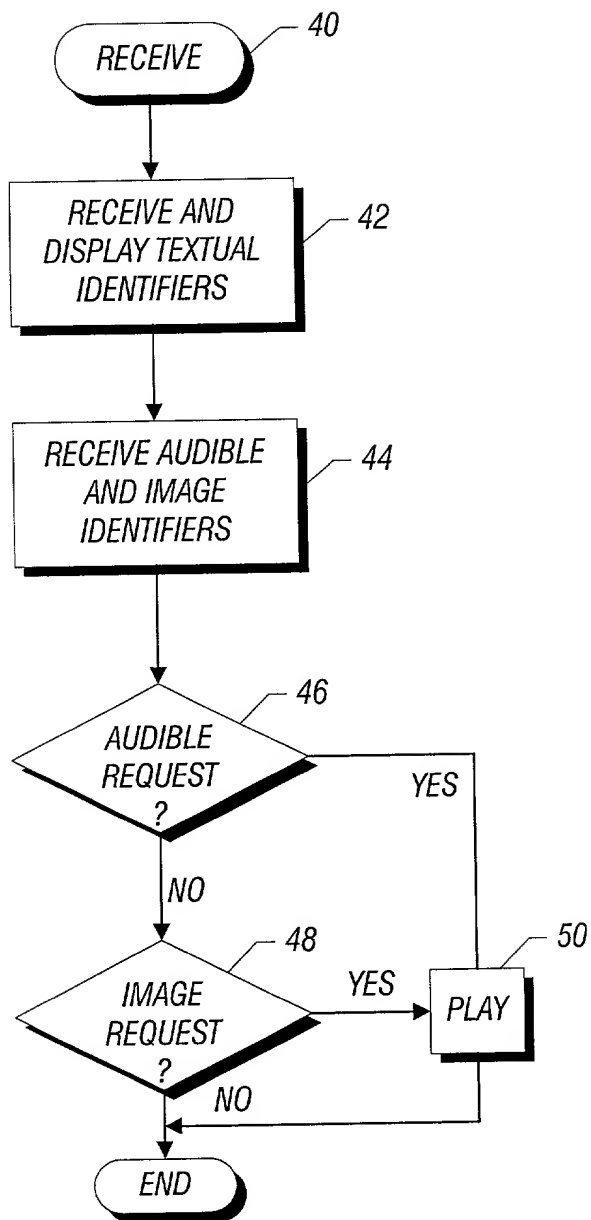 RECEIVE
40
RECEIVE AND
DISPLAY TEXTUAL
IDENTIFIERS
42
RECEIVE AUDIBLE
AND IMAGE
IDENTIFIERS
44
46
AUDIBLE
REQUEST
?
YES
NO
48
IMAGE
REQUEST
?
YES
50
PLAY
NO
END